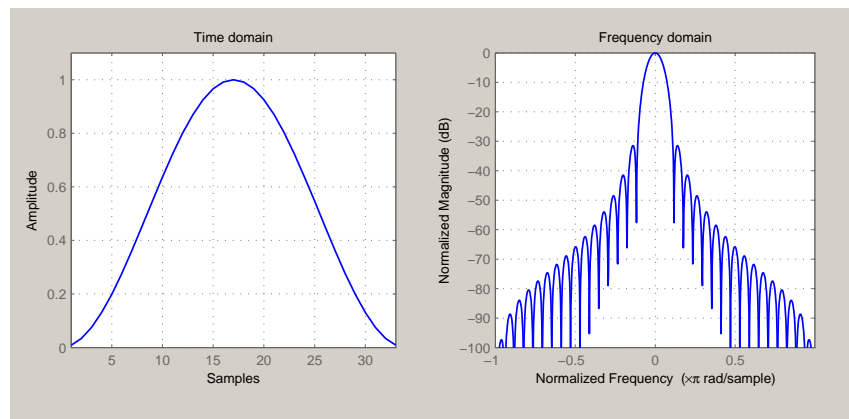 Time domain
Amplitude
1
0.8
0.6
0.4
0.2
0
5 10 15 20 25 30
Samples
Frequency domain
Normalized Magnitude (dB)
0
−10
−20
−30
−40
−50
−60
−70
−80
−90
−100
−1 −0.5 0 0.5
Normalized Frequency (×π rad/sample)